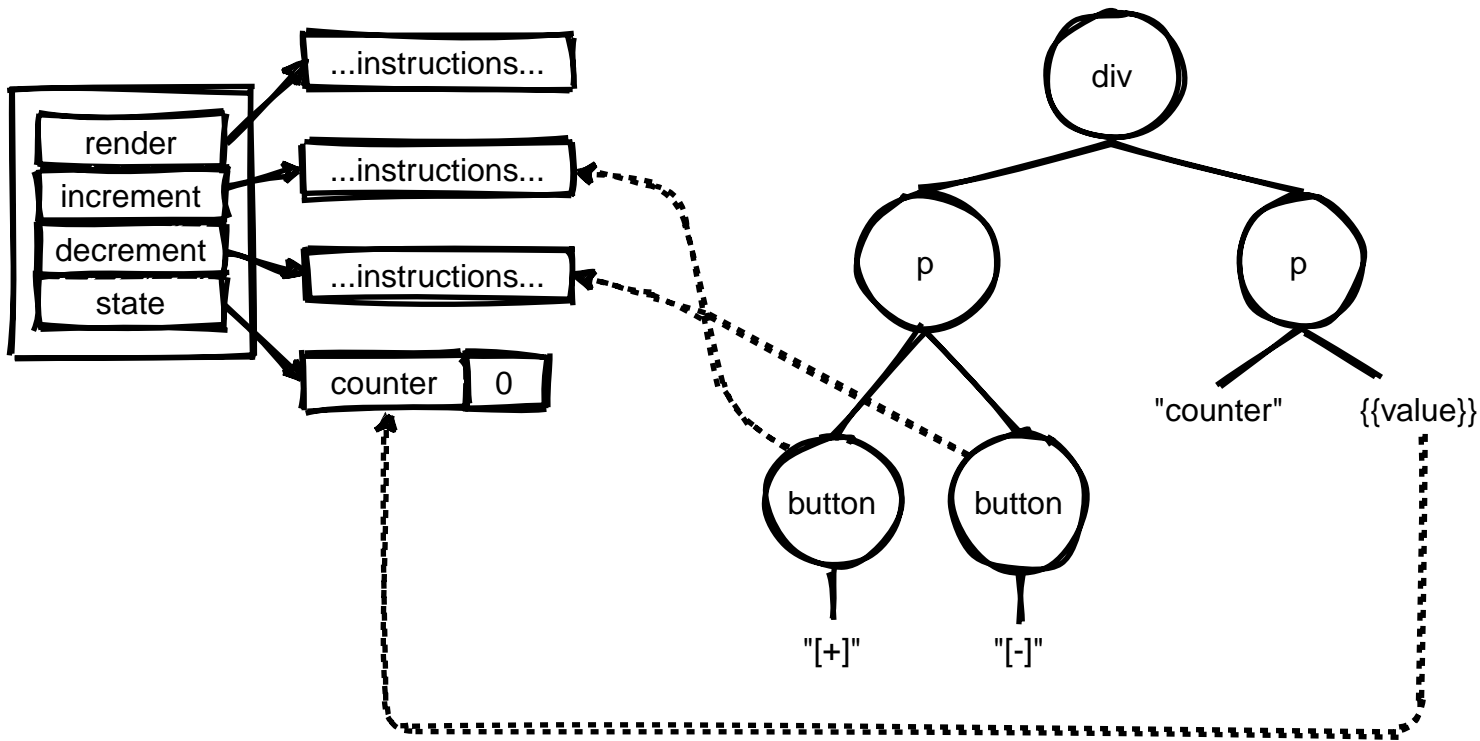 ...instructions...
div
render
...instructions...
increment
decrement
...instructions...
p
p
state
counter
0
"counter"
{{value}}
button
button
"[+]"
"[-]"